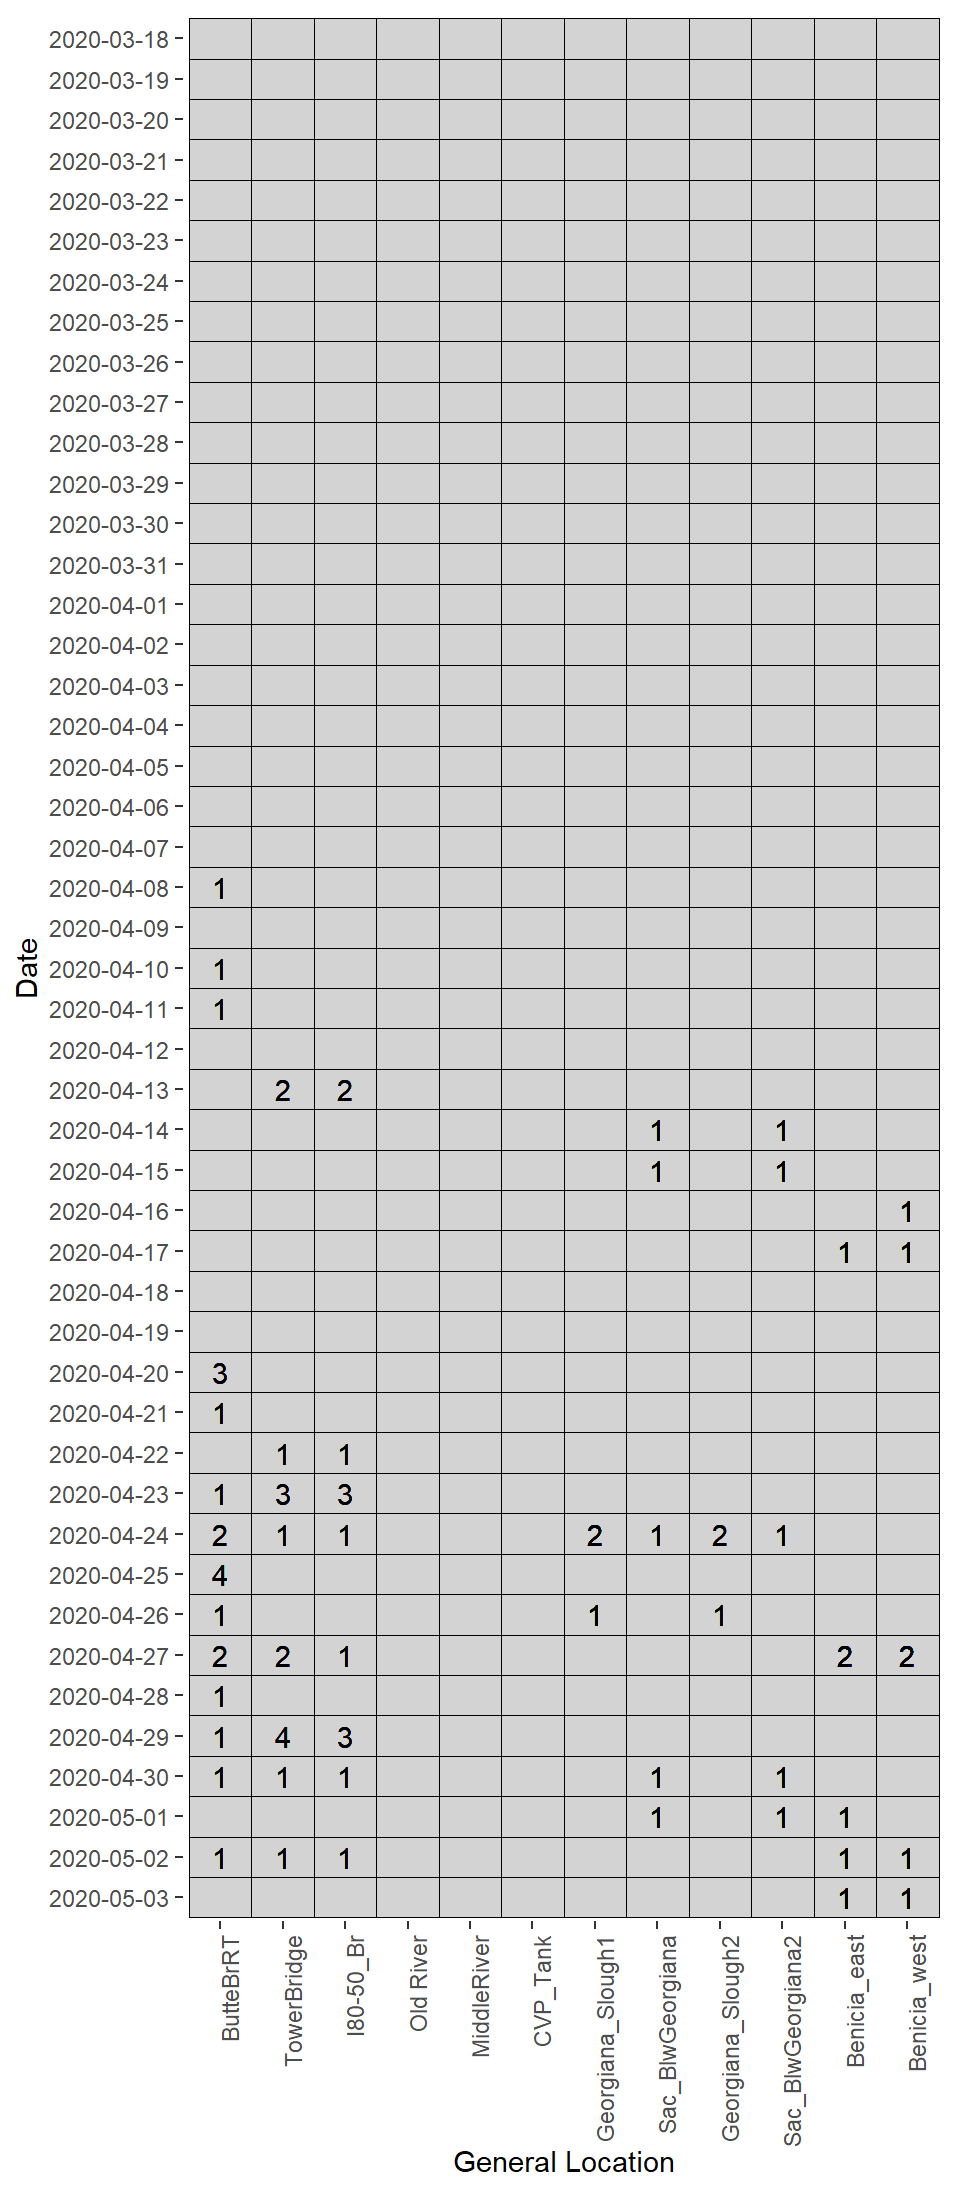 2020-03-18
2020-03-19
2020-03-20
2020-03-21
2020-03-22
2020-03-23
2020-03-24
2020-03-25
2020-03-26
2020-03-27
2020-03-28
2020-03-29
2020-03-30
2020-03-31
2020-04-01
2020-04-02
2020-04-03
2020-04-04
2020-04-05
2020-04-06
2020-04-07
2020-04-08 1
2020-04-09
2020-04-10 1
2020-04-11 1
2020-04-12
2020-04-13 2 2
2020-04-14 1 1
2020-04-15 1 1
2020-04-16 1
2020-04-17 1 1
2020-04-18
2020-04-19
2020-04-20 3
2020-04-21 1
2020-04-22 1 1
2020-04-23 1 3 3
2020-04-24 2 1 1 2 1 2 1
2020-04-25 4
2020-04-26 1 1 1
2020-04-27 2 2 1 2 2
2020-04-28 1
2020-04-29 1 4 3
2020-04-30 1 1 1 1 1
2020-05-01 1 1 1
2020-05-02 1 1 1 1 1
2020-05-03 1 1
Date
ButteBrRT
TowerBridge
I80-50_Br
Old River
MiddleRiver
CVP_Tank
Georgiana_Slough1
Sac_BlwGeorgiana
Georgiana_Slough2
Sac_BlwGeorgiana2
Benicia_east
Benicia_west
General Location